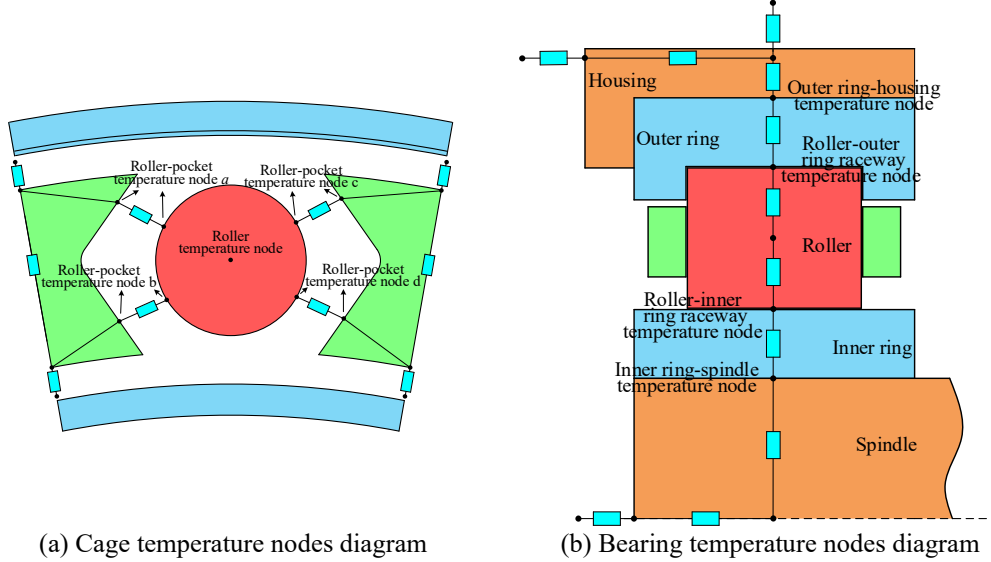 Roller-pocket
temperature node a
Roller-pocket
temperature node c
Roller
temperature node
Roller-pocket
temperature node b
Roller-pocket
temperature node d
(a) Cage temperature nodes diagram
Housing
Outer ring-housing
temperature node
Outer ring
Roller-outer
ring raceway
temperature node
Roller
Roller-inner
ring raceway
temperature node
Inner ring
Inner ring-spindle
temperature node
Spindle
(b) Bearing temperature nodes diagram